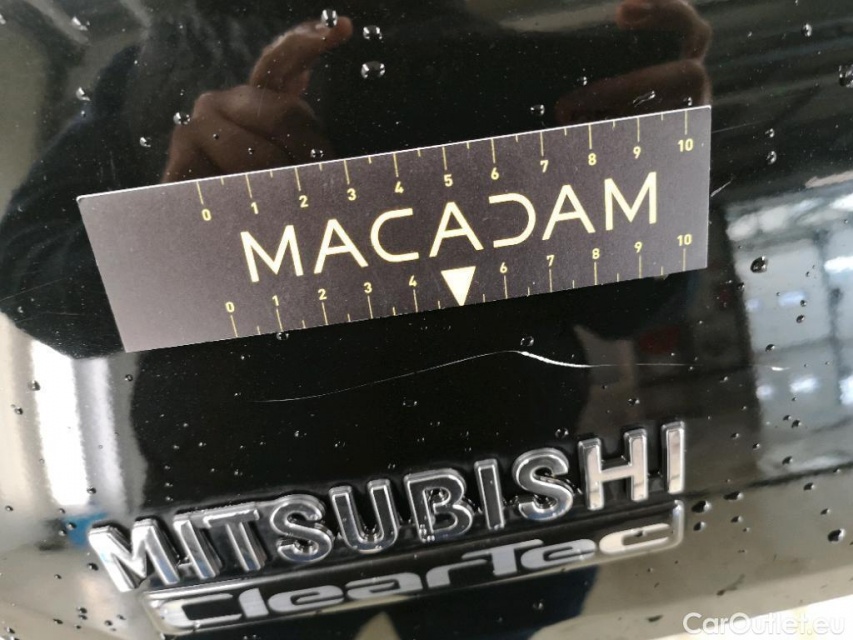 0 1 2 3 4 5 6 7 8 9 10
MACADAM
0 1 2 3 4 6 7 8 9 10
MITSUBISHI
ClearTec
CarOutlet.eu